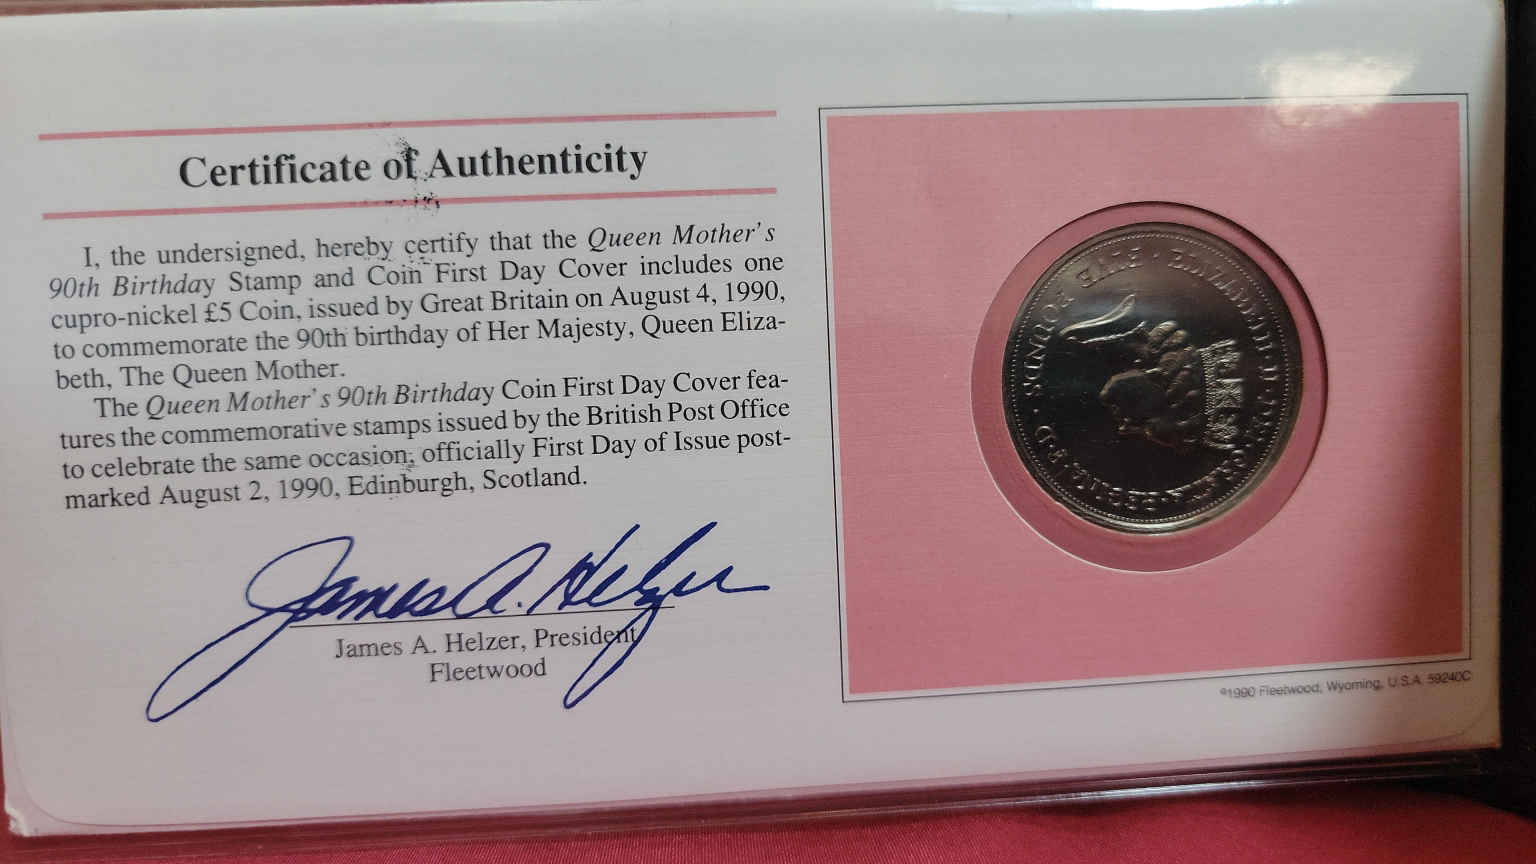 Certificate of Authenticity
I, the undersigned, hereby certify that the Queen Mother's
90th Birthday Stamp and Coin First Day Cover includes one
cupro-nickel £5 Coin, issued by Great Britain on August 4, 1990,
to commemorate the 90th birthday of Her Majesty, Queen Eliza-
beth, The Queen Mother.
The Queen Mother's 90th Birthday Coin First Day Cover fea-
tures the commemorative stamps issued by the British Post Office
to celebrate the same occasion, officially First Day of Issue post-
marked August 2, 1990, Edinburgh, Scotland.
James A. Helzer
James A. Helzer, President
Fleetwood
ELIZABETH·II·DEI·GRATIA·REGINA·F·D·
FIVE POUNDS
©1990 Fleetwood, Wyoming, U.S.A. 59240C